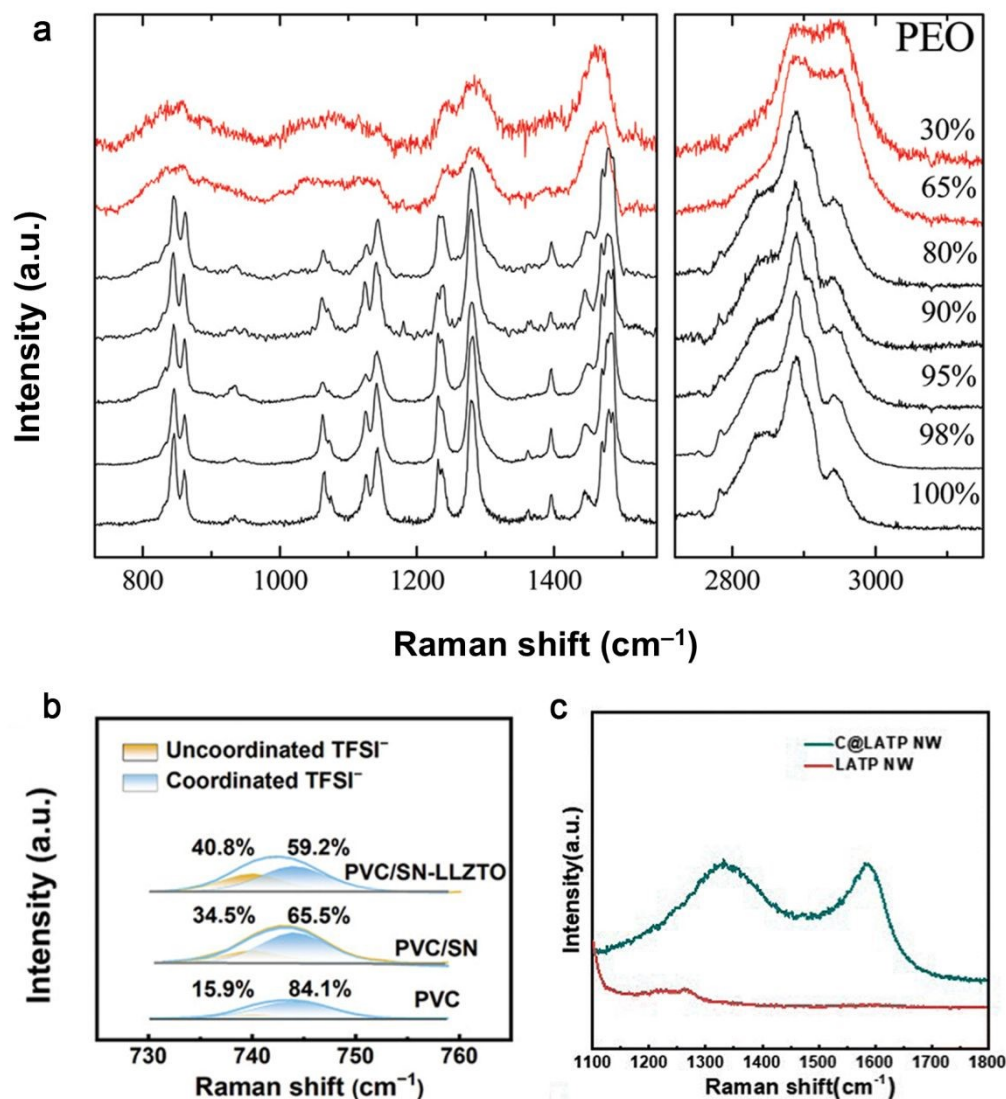 a
PEO
30%
65%
80%
90%
95%
98%
100%
Intensity (a.u.)
800 1000 1200 1400 2800 3000
Raman shift (cm⁻¹)
b
Uncoordinated TFSI⁻
Coordinated TFSI⁻
40.8% 59.2%
PVC/SN-LLZTO
34.5% 65.5%
PVC/SN
15.9% 84.1%
PVC
Intensity (a.u.)
730 740 750 760
Raman shift (cm⁻¹)
c
C@LATP NW
LATP NW
Intensity(a.u.)
1100 1200 1300 1400 1500 1600 1700 1800
Raman shift(cm⁻¹)